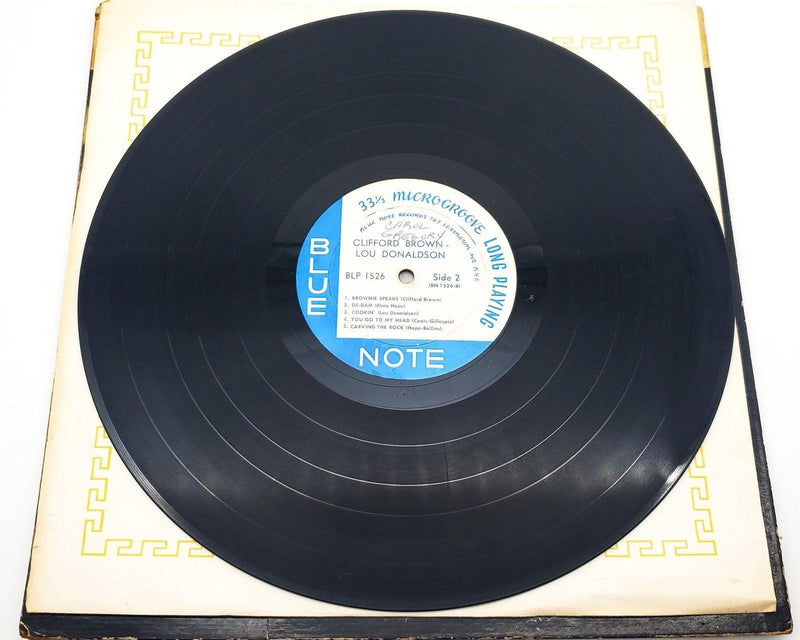 33⅓ MICROGROOVE LONG PLAYING
BLUE NOTE RECORDS 767 LEXINGTON AVE NYC
CAROL
GREGORY
CLIFFORD BROWN -
LOU DONALDSON
BLP 1526
Side 2
(BN 1526-B)
1. BROWNIE SPEAKS (Clifford Brown)
2. DE-DAH (Elmo Hope)
3. COOKIN' (Lou Donaldson)
4. YOU GO TO MY HEAD (Coots-Gillespie)
5. CARVING THE ROCK (Hope-Rollins)
BLUE
NOTE